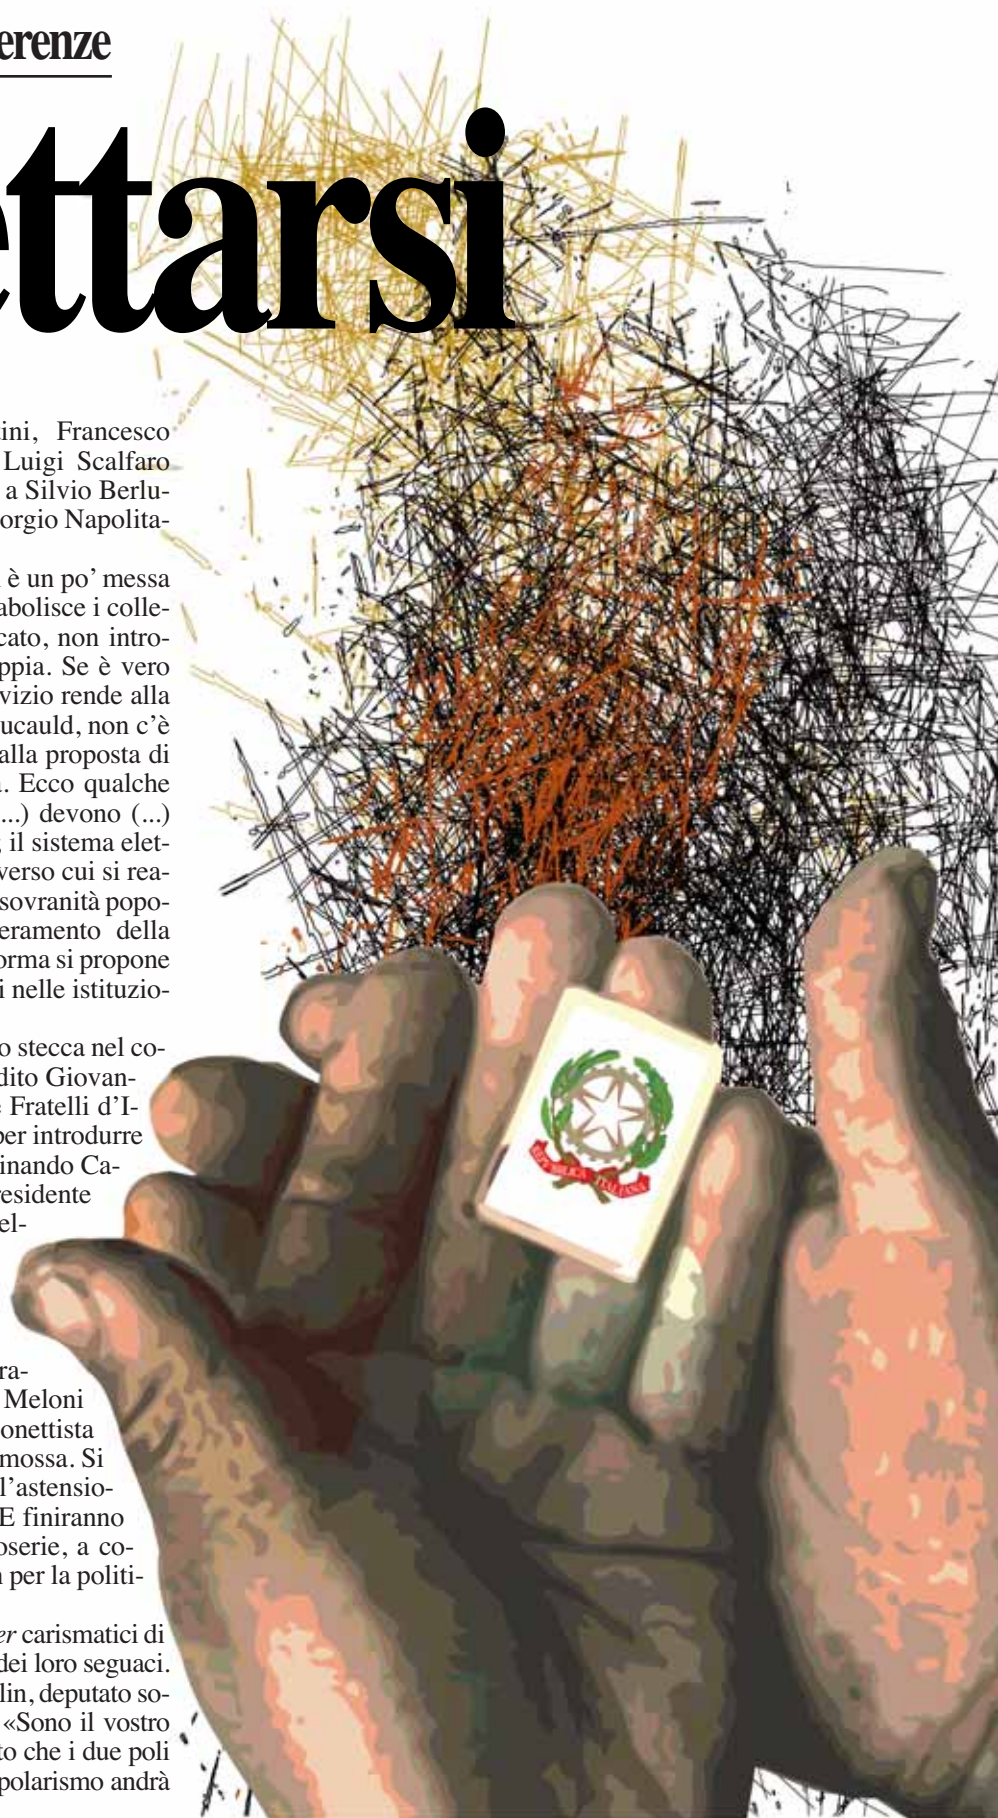 erenze
ettarsi
tini, Francesco
Luigi Scalfaro
a Silvio Berlu-
orgio Napolita-
è un po’ messa
abolisce i colle-
cato, non intro-
ppia. Se è vero
vizio rende alla
ucauld, non c’è
alla proposta di
. Ecco qualche
...) devono (...)
; il sistema elet-
verso cui si rea-
sovranità popo-
eramento della
orma si propone
i nelle istituzio-
o stecca nel co-
dito Giovan-
e Fratelli d’I-
per introdurre
inando Ca-
residente
el-
ra-
Meloni
onettista
mossa. Si
l’astensio-
E finiranno
oserie, a co-
per la politi-
er carismatici di
dei loro seguaci.
lin, deputato so-
«Sono il vostro
to che i due poli
polarismo andrà
REPVBBLICA ITALIANA